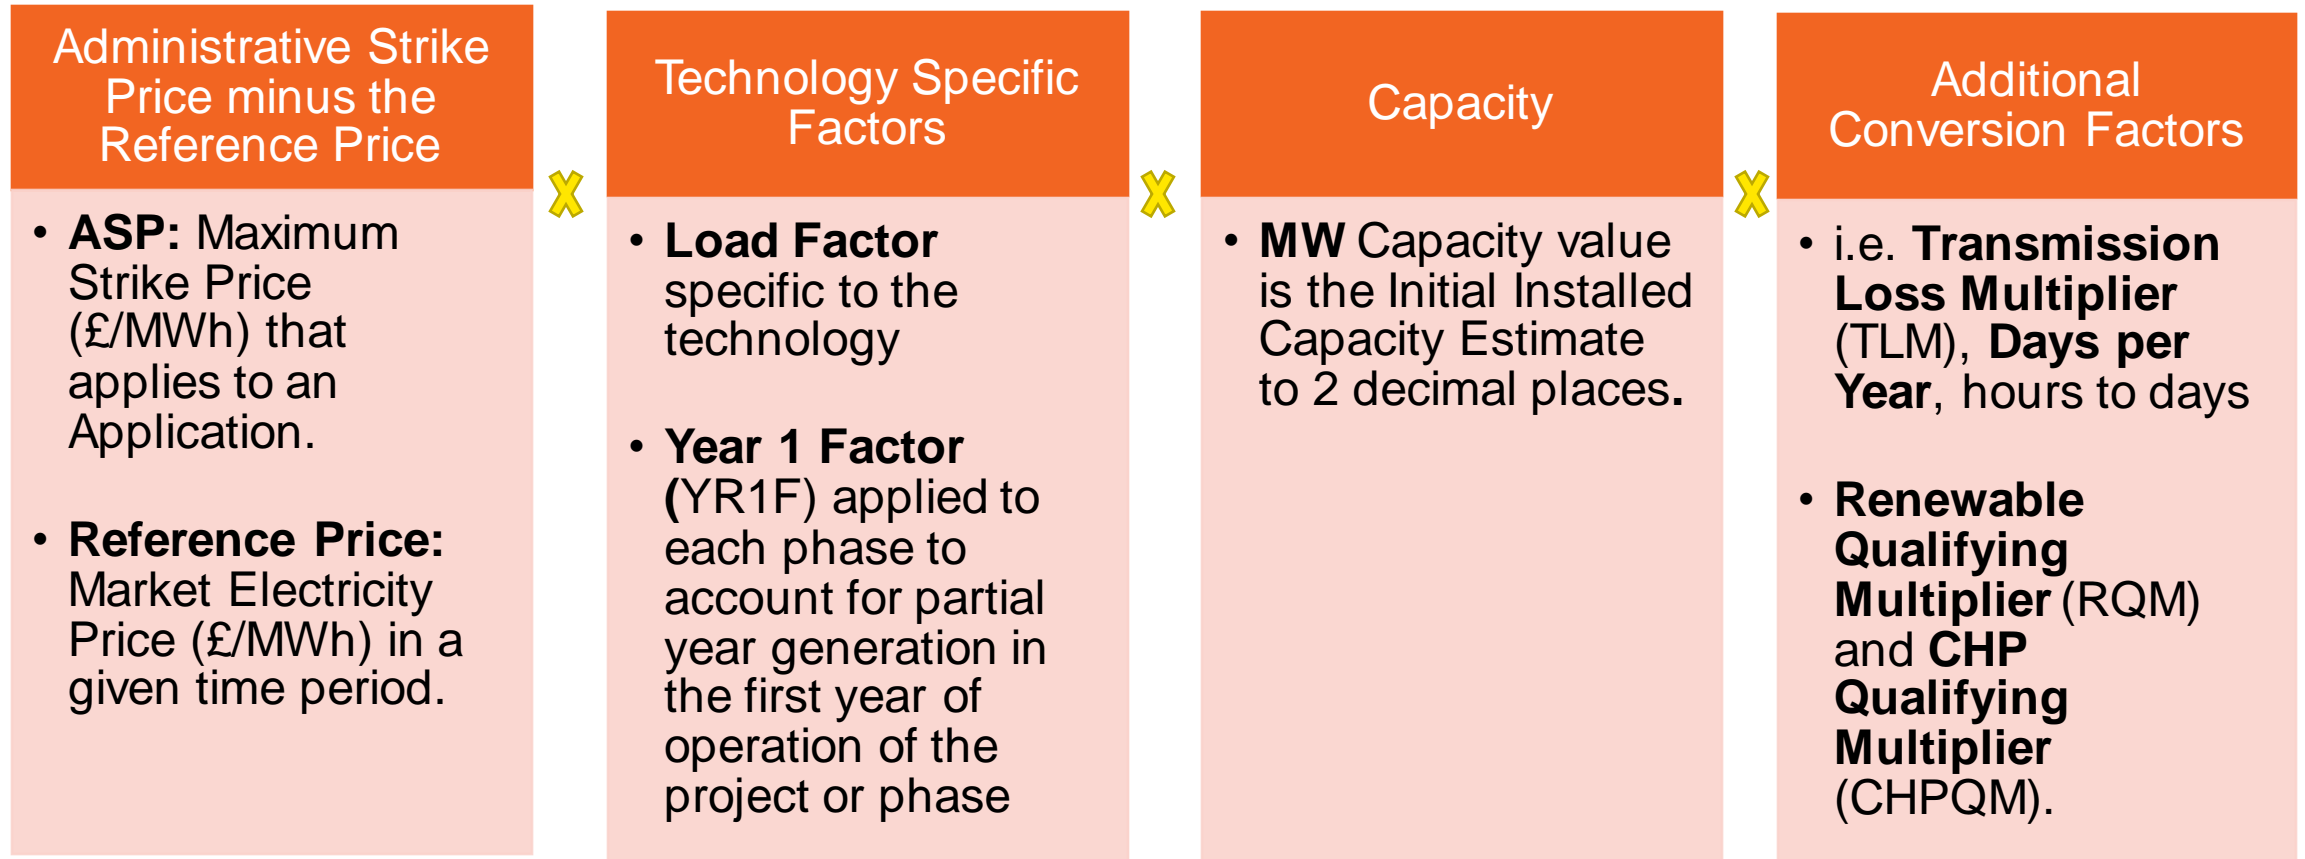 Administrative Strike
Price minus the
Reference Price
• ASP: Maximum
Strike Price
(£/MWh) that
applies to an
Application.
• Reference Price:
Market Electricity
Price (£/MWh) in a
given time period.
Technology Specific
Factors
• Load Factor
specific to the
technology
• Year 1 Factor
(YR1F) applied to
each phase to
account for partial
year generation in
the first year of
operation of the
project or phase
Capacity
• MW Capacity value
is the Initial Installed
Capacity Estimate
to 2 decimal places.
Additional
Conversion Factors
• i.e. Transmission
Loss Multiplier
(TLM), Days per
Year, hours to days
• Renewable
Qualifying
Multiplier (RQM)
and CHP
Qualifying
Multiplier
(CHPQM).